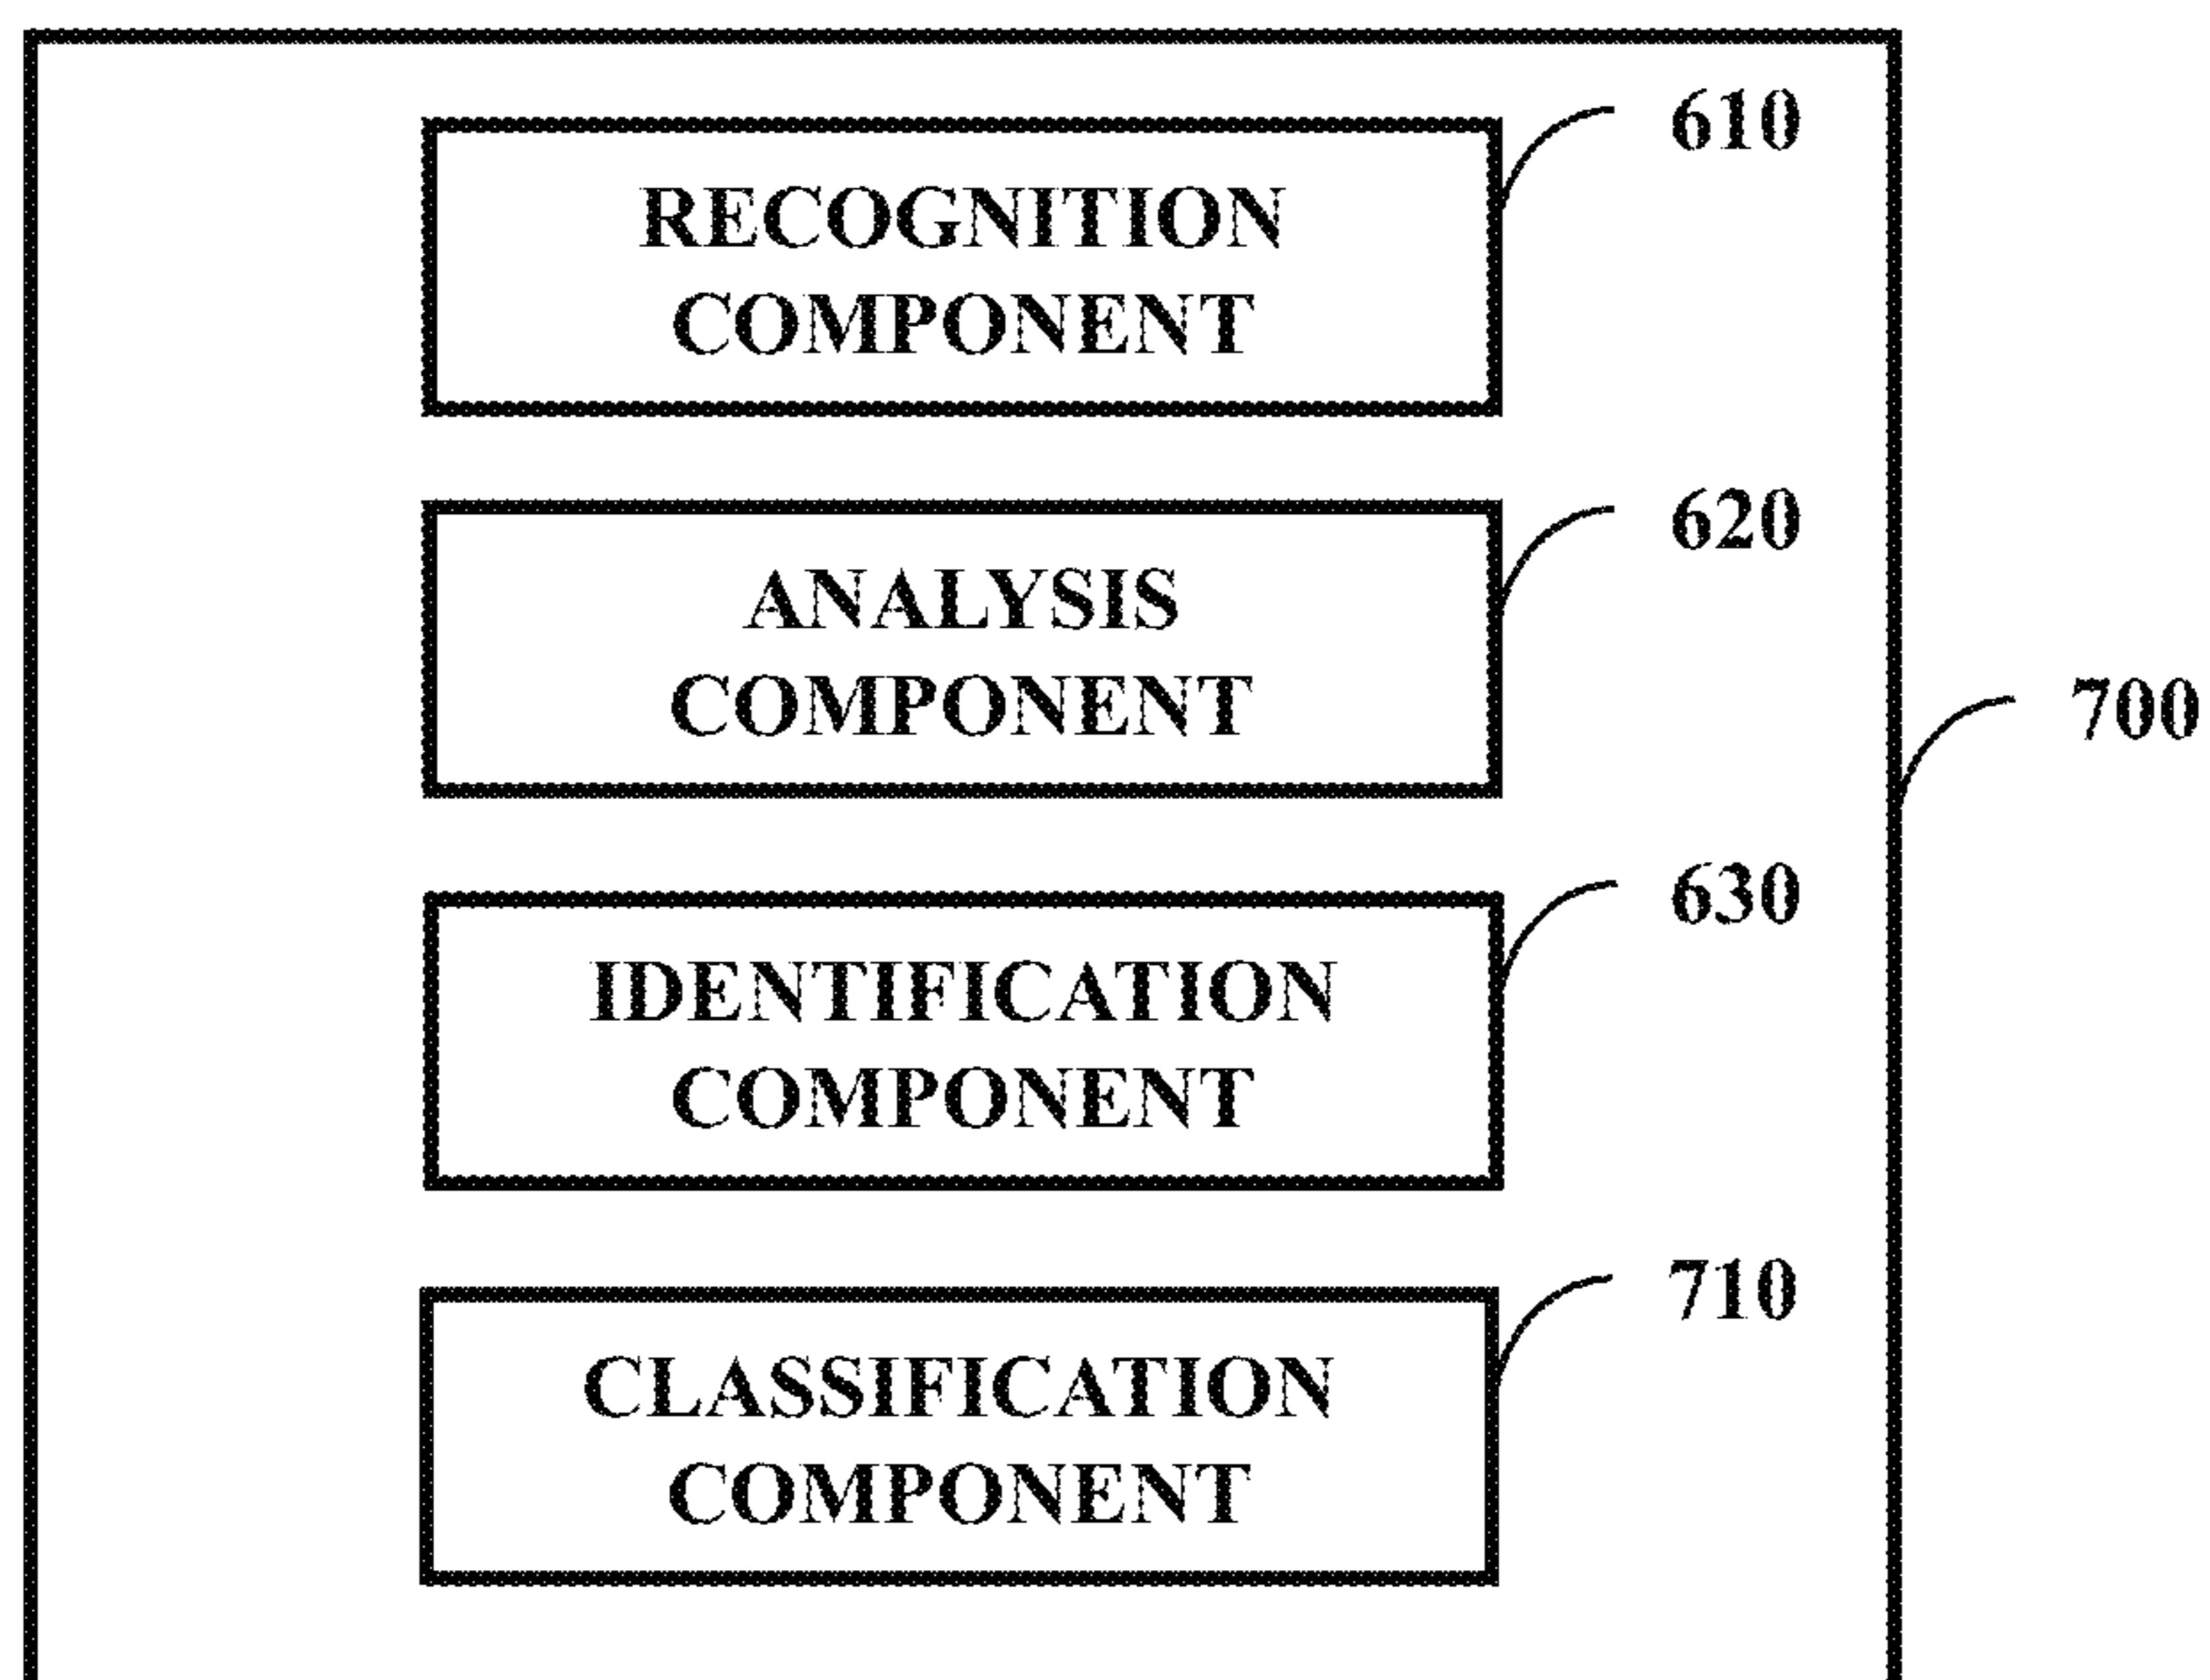 610
RECOGNITION
COMPONENT
620
ANALYSIS
COMPONENT
700
630
IDENTIFICATION
COMPONENT
710
CLASSIFICATION
COMPONENT